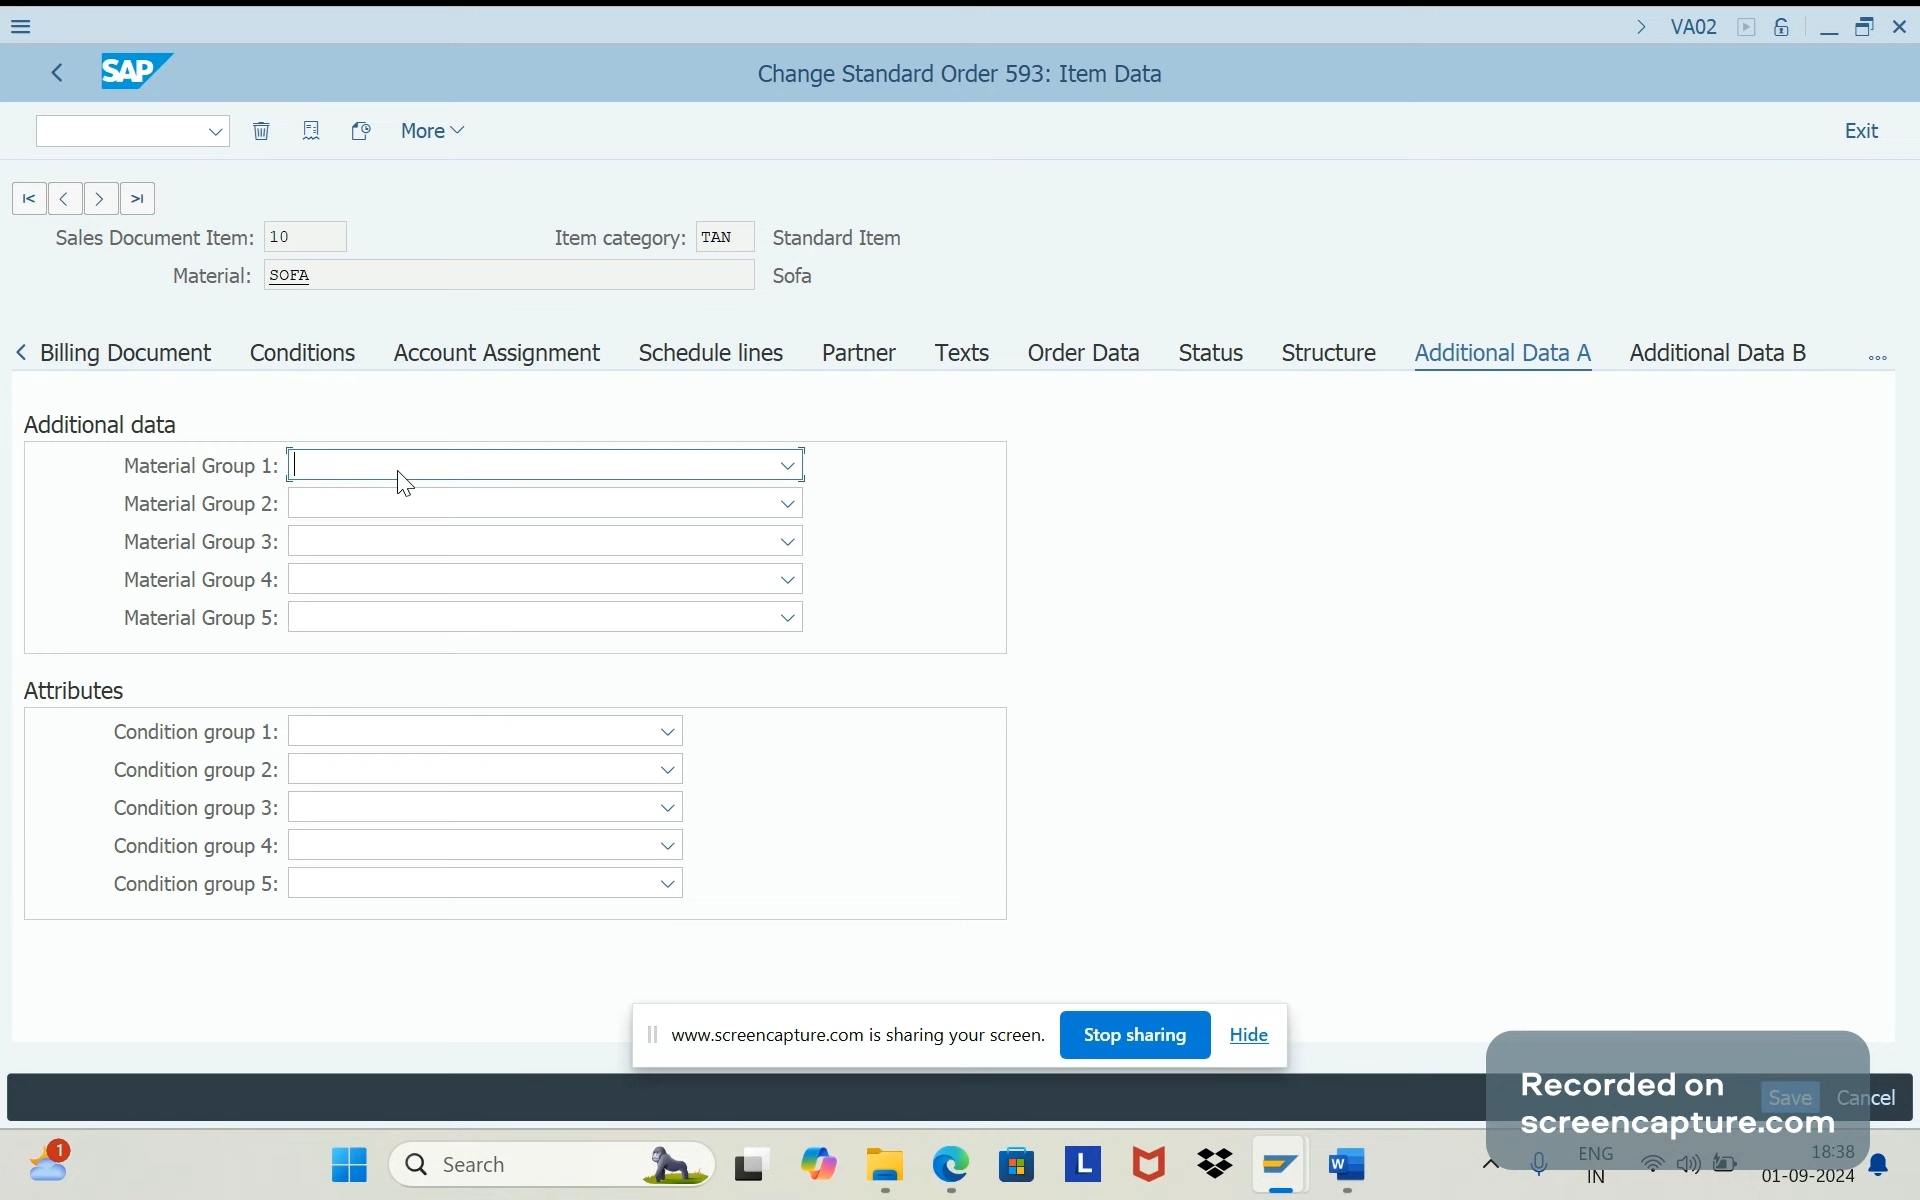 VA02
SAP
Change Standard Order 593: Item Data
More
Exit
Sales Document Item: 10
Item category: TAN Standard Item
Material: SOFA Sofa
Billing Document Conditions Account Assignment Schedule lines Partner Texts Order Data Status Structure Additional Data A Additional Data B
Additional data
Material Group 1:
Material Group 2:
Material Group 3:
Material Group 4:
Material Group 5:
Attributes
Condition group 1:
Condition group 2:
Condition group 3:
Condition group 4:
Condition group 5:
www.screencapture.com is sharing your screen. Stop sharing Hide
Save Cancel
Recorded on
screencapture.com
1
Search
L
W
ENG
IN
18:38
01-09-2024